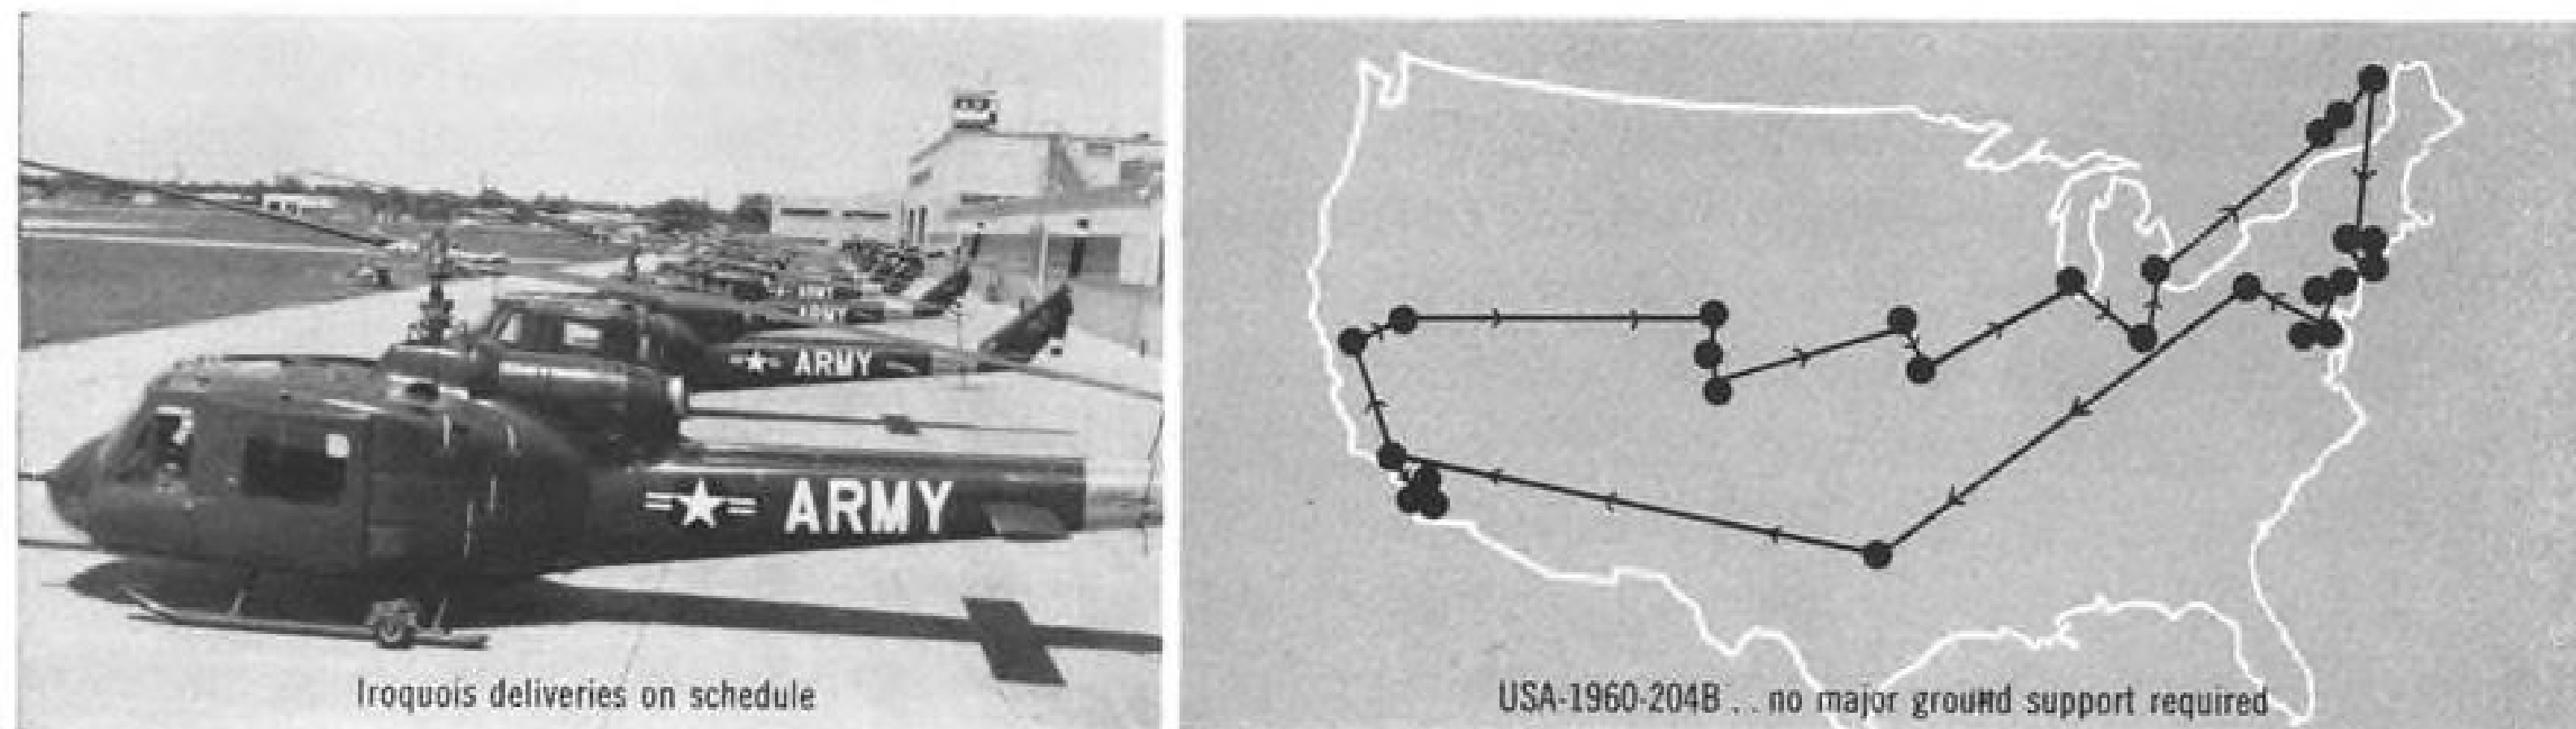 ARMY
ARMY
ARMY
ARMY
Iroquois deliveries on schedule
USA-1960-204B . . no major ground support required